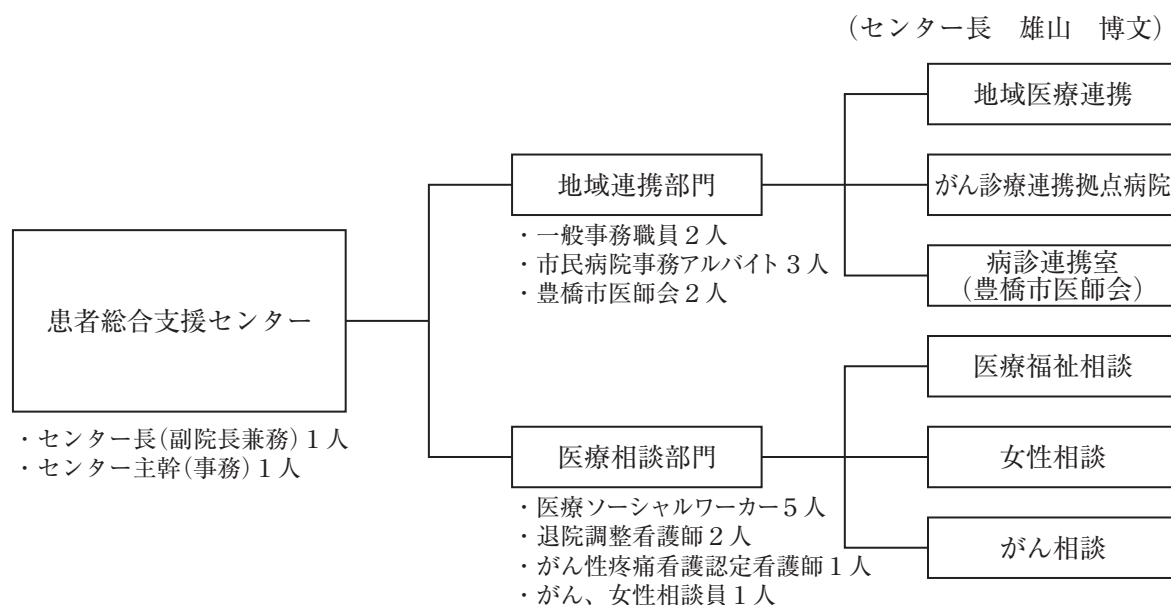 (センター長　雄山　博文)
患者総合支援センター
・センター長(副院長兼務)１人
・センター主幹(事務)１人
地域連携部門
・一般事務職員２人
・市民病院事務アルバイト３人
・豊橋市医師会２人
地域医療連携
がん診療連携拠点病院
病診連携室
(豊橋市医師会)
医療相談部門
・医療ソーシャルワーカー５人
・退院調整看護師２人
・がん性疼痛看護認定看護師１人
・がん、女性相談員１人
医療福祉相談
女性相談
がん相談